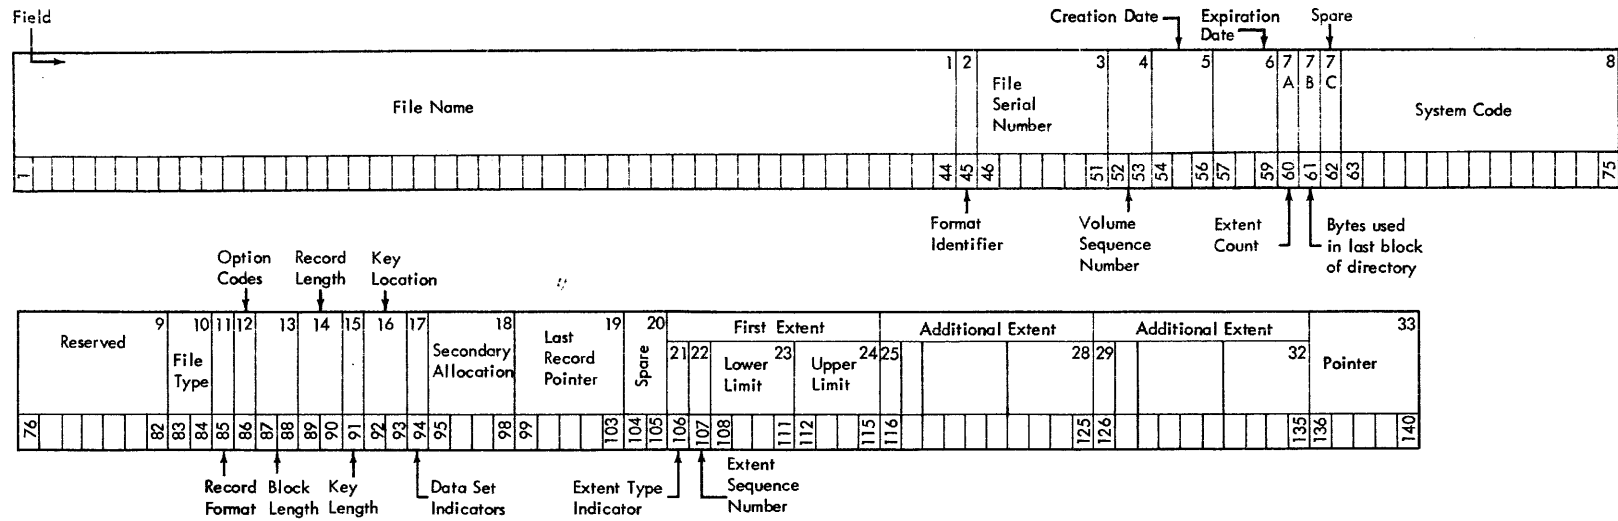 Field
Creation Date
Expiration
Date
Spare
1 2 3 4 5 6 7 7 7 8
A B C
File Name
File
Serial
Number
System Code
1 44 45 46 51 52 53 54 56 57 59 60 61 62 63 75
Format
Identifier
Volume
Sequence
Number
Extent
Count
Bytes used
in last block
of directory
Option
Codes
Record
Length
Key
Location
9 10 11 12 13 14 15 16 17 18 19 20 First Extent Additional Extent Additional Extent 33
Reserved
File
Type
Secondary
Allocation
Last
Record
Pointer
Spare
21 22 23 24 25 28 29 32
Lower
Limit
Upper
Limit
Pointer
76 82 83 84 85 86 87 88 89 90 91 92 93 94 95 98 99 103 104 105 106 107 108 111 112 115 116 125 126 135 136 140
Record
Format
Block
Length
Key
Length
Data Set
Indicators
Extent Type
Indicator
Extent
Sequence
Number